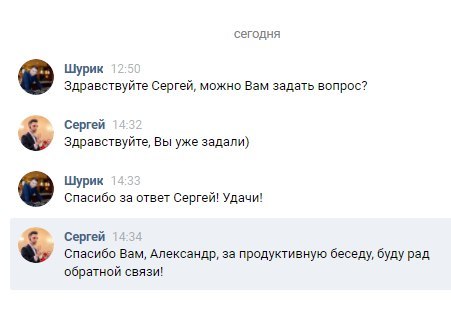 сегодня
Шурик 12:50
Здравствуйте Сергей, можно Вам задать вопрос?
Сергей 14:32
Здравствуйте, Вы уже задали)
Шурик 14:33
Спасибо за ответ Сергей! Удачи!
Сергей 14:34
Спасибо Вам, Александр, за продуктивную беседу, буду рад
обратной связи!